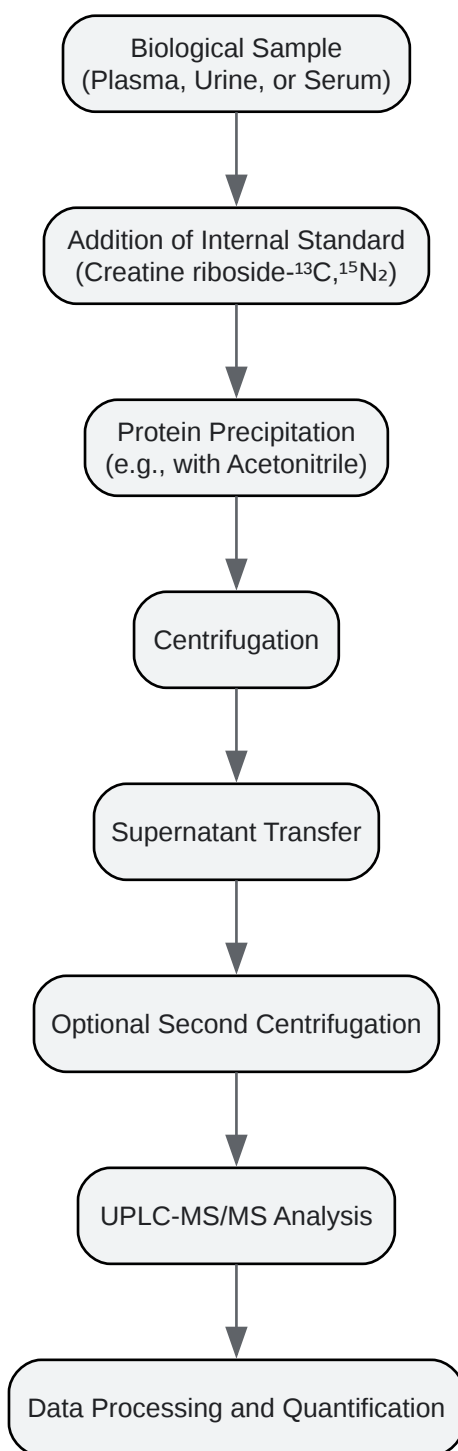 Biological Sample
(Plasma, Urine, or Serum)
Addition of Internal Standard
(Creatine riboside-¹³C,¹⁵N₂)
Protein Precipitation
(e.g., with Acetonitrile)
Centrifugation
Supernatant Transfer
Optional Second Centrifugation
UPLC-MS/MS Analysis
Data Processing and Quantification